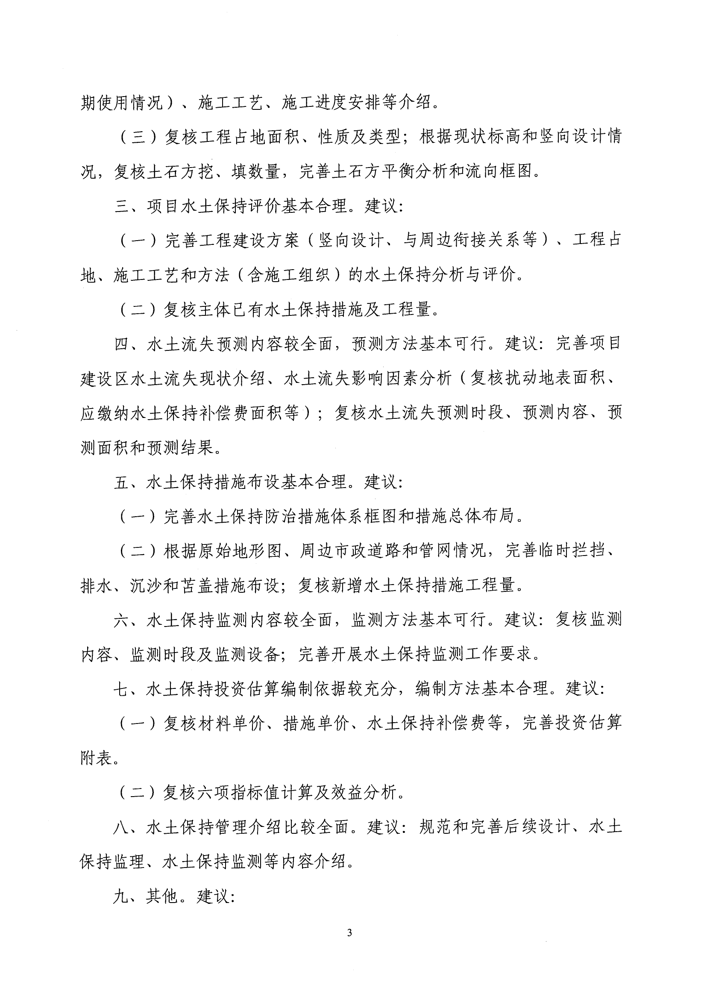 期使用情况）、施工工艺、施工进度安排等介绍。
（三）复核工程占地面积、性质及类型；根据现状标高和竖向设计情
况，复核土石方挖、填数量，完善土石方平衡分析和流向框图。
三、项目水土保持评价基本合理。建议：
（一）完善工程建设方案（竖向设计、与周边衔接关系等）、工程占
地、施工工艺和方法（含施工组织）的水土保持分析与评价。
（二）复核主体已有水土保持措施及工程量。
四、水土流失预测内容较全面，预测方法基本可行。建议：完善项目
建设区水土流失现状介绍、水土流失影响因素分析（复核扰动地表面积、
应缴纳水土保持补偿费面积等）；复核水土流失预测时段、预测内容、预
测面积和预测结果。
五、水土保持措施布设基本合理。建议：
（一）完善水土保持防治措施体系框图和措施总体布局。
（二）根据原始地形图、周边市政道路和管网情况，完善临时拦挡、
排水、沉沙和苫盖措施布设；复核新增水土保持措施工程量。
六、水土保持监测内容较全面，监测方法基本可行。建议：复核监测
内容、监测时段及监测设备；完善开展水土保持监测工作要求。
七、水土保持投资估算编制依据较充分，编制方法基本合理。建议：
（一）复核材料单价、措施单价、水土保持补偿费等，完善投资估算
附表。
（二）复核六项指标值计算及效益分析。
八、水土保持管理介绍比较全面。建议：规范和完善后续设计、水土
保持监理、水土保持监测等内容介绍。
九、其他。建议：
3